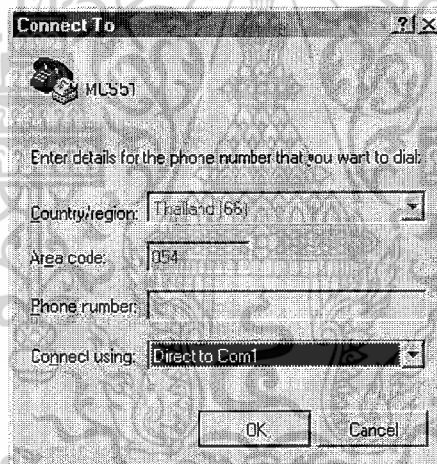 Connect To
MCS51
Enter details for the phone number that you want to dial:
Country/region: Thailand (66)
Area code: 054
Phone number:
Connect using: Direct to Com1
OK Cancel